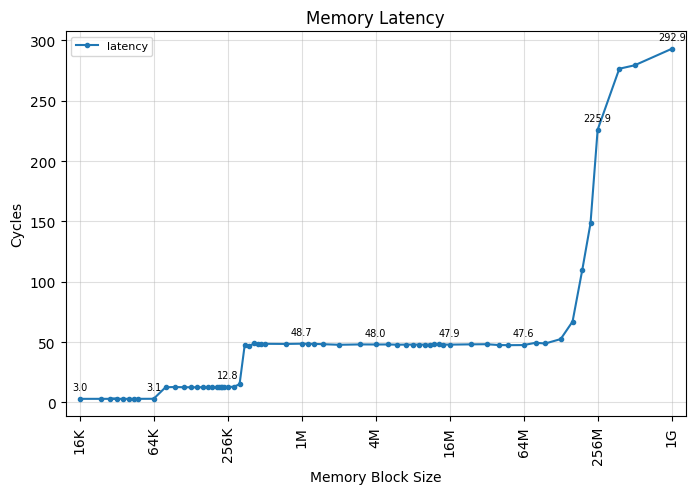 Memory Latency
latency
Cycles
300
250
200
150
100
50
0
3.0
3.1
12.8
48.7
48.0
47.9
47.6
225.9
292.9
16K
64K
256K
1M
4M
16M
64M
256M
1G
Memory Block Size